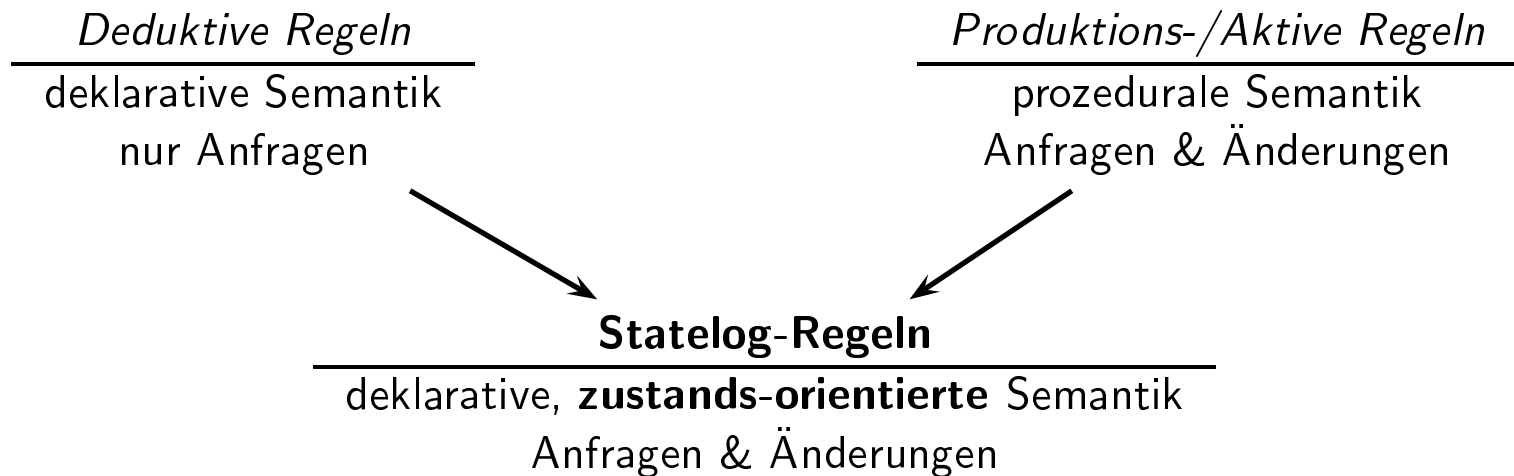 Deduktive Regeln
deklarative Semantik
nur Anfragen
Produktions-/Aktive Regeln
prozedurale Semantik
Anfragen & Änderungen
Statelog-Regeln
deklarative, zustands-orientierte Semantik
Anfragen & Änderungen